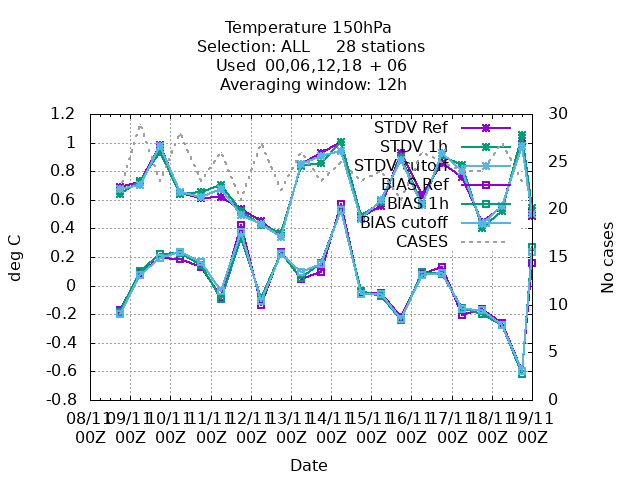 Temperature 150hPa
Selection: ALL 28 stations
Used 00,06,12,18 + 06
Averaging window: 12h
1.2
1
0.8
0.6
0.4
0.2
0
-0.2
-0.4
-0.6
-0.8
deg C
30
25
20
15
10
5
0
No cases
STDV Ref
STDV 1h
STDV cutoff
BIAS Ref
BIAS 1h
BIAS cutoff
CASES
08/11 09/11 10/11 11/11 12/11 13/11 14/11 15/11 16/11 17/11 18/11 19/11
00Z 00Z 00Z 00Z 00Z 00Z 00Z 00Z 00Z 00Z 00Z 00Z
Date